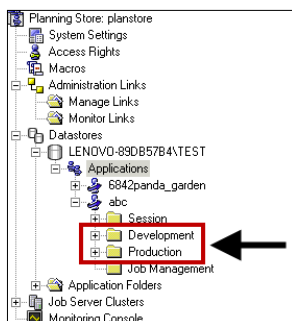 Planning Store: planstore
System Settings
Access Rights
Macros
Administration Links
Manage Links
Monitor Links
Datastores
LENOVO-89DB57B4\TEST
Applications
6842panda_garden
abc
Session
Development
Production
Job Management
Application Folders
Job Server Clusters
Monitoring Console